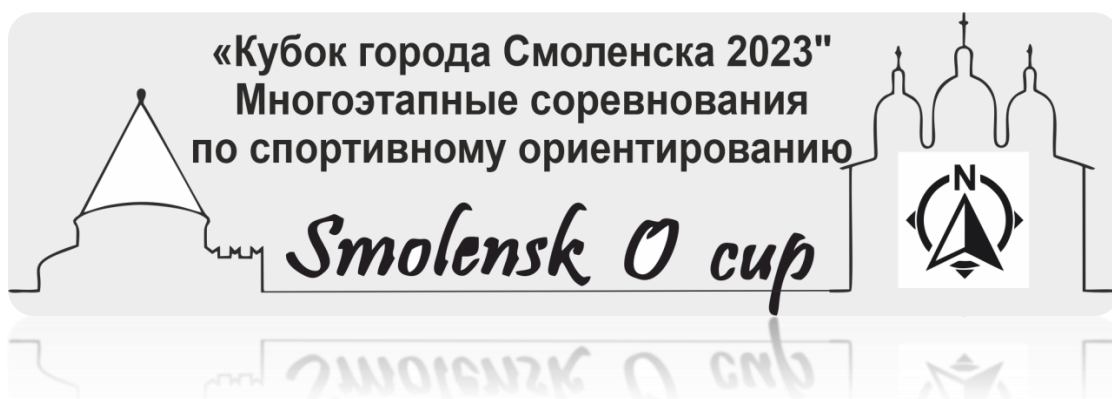 «Кубок города Смоленска 2023"
Многоэтапные соревнования
по спортивному ориентированию
Smolensk O cup
N